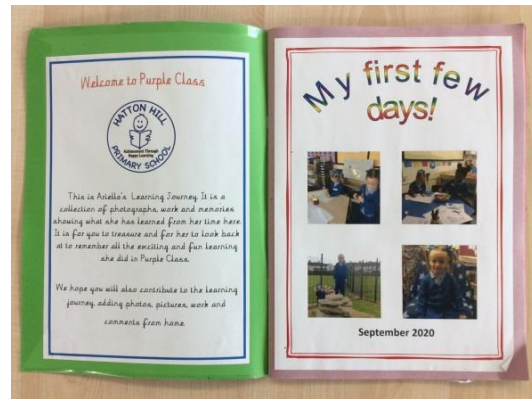 Welcome to Purple Class
HATTON HILL
Achievement Through
Happy Learning
PRIMARY SCHOOL
This is Ariella's Learning Journey. It is a
collection of photographs, work and memories
showing what she has learned from her time here.
It is for you to treasure and for her to look back
at to remember all the exciting and fun learning
she did in Purple Class.
We hope you will also contribute to the learning
journey, adding photos, pictures, work and
comments from home.
My first few
days!
September 2020